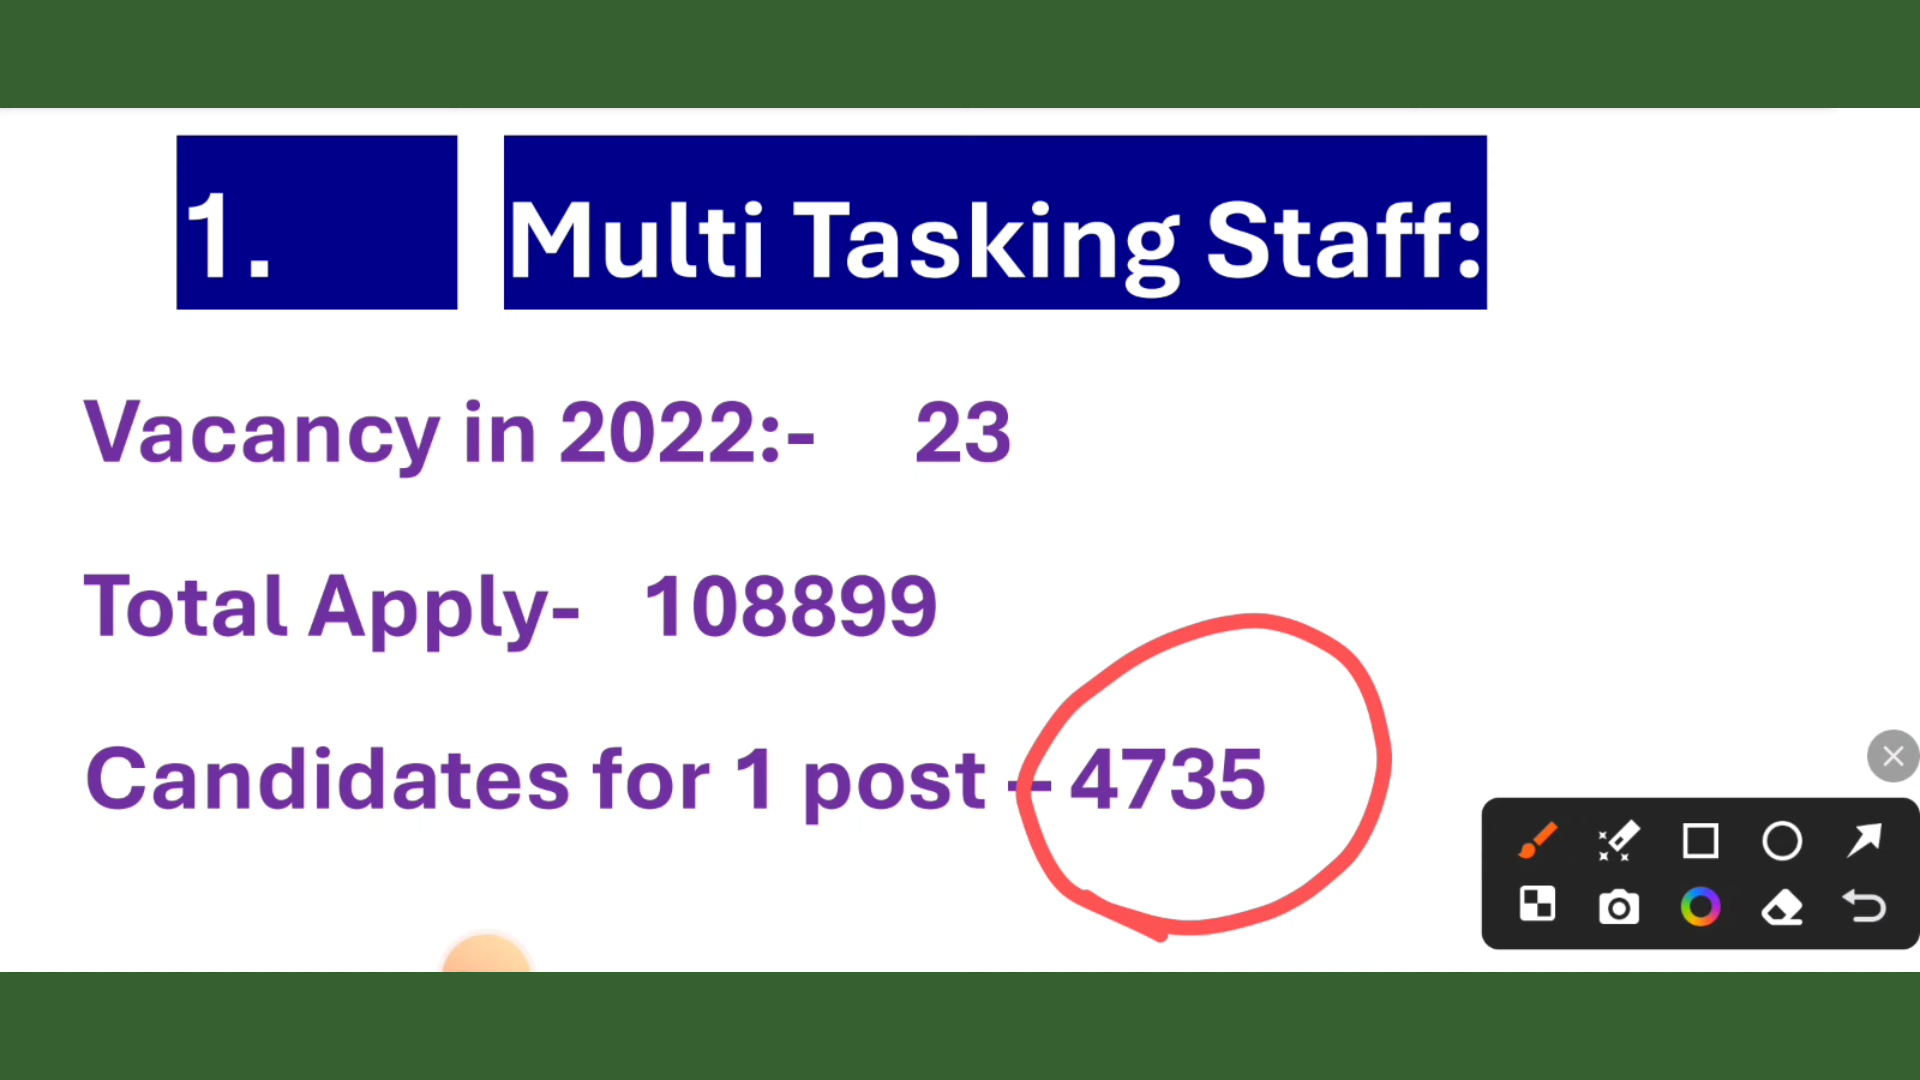 1. Multi Tasking Staff:
Vacancy in 2022:- 23
Total Apply- 108899
Candidates for 1 post – 4735